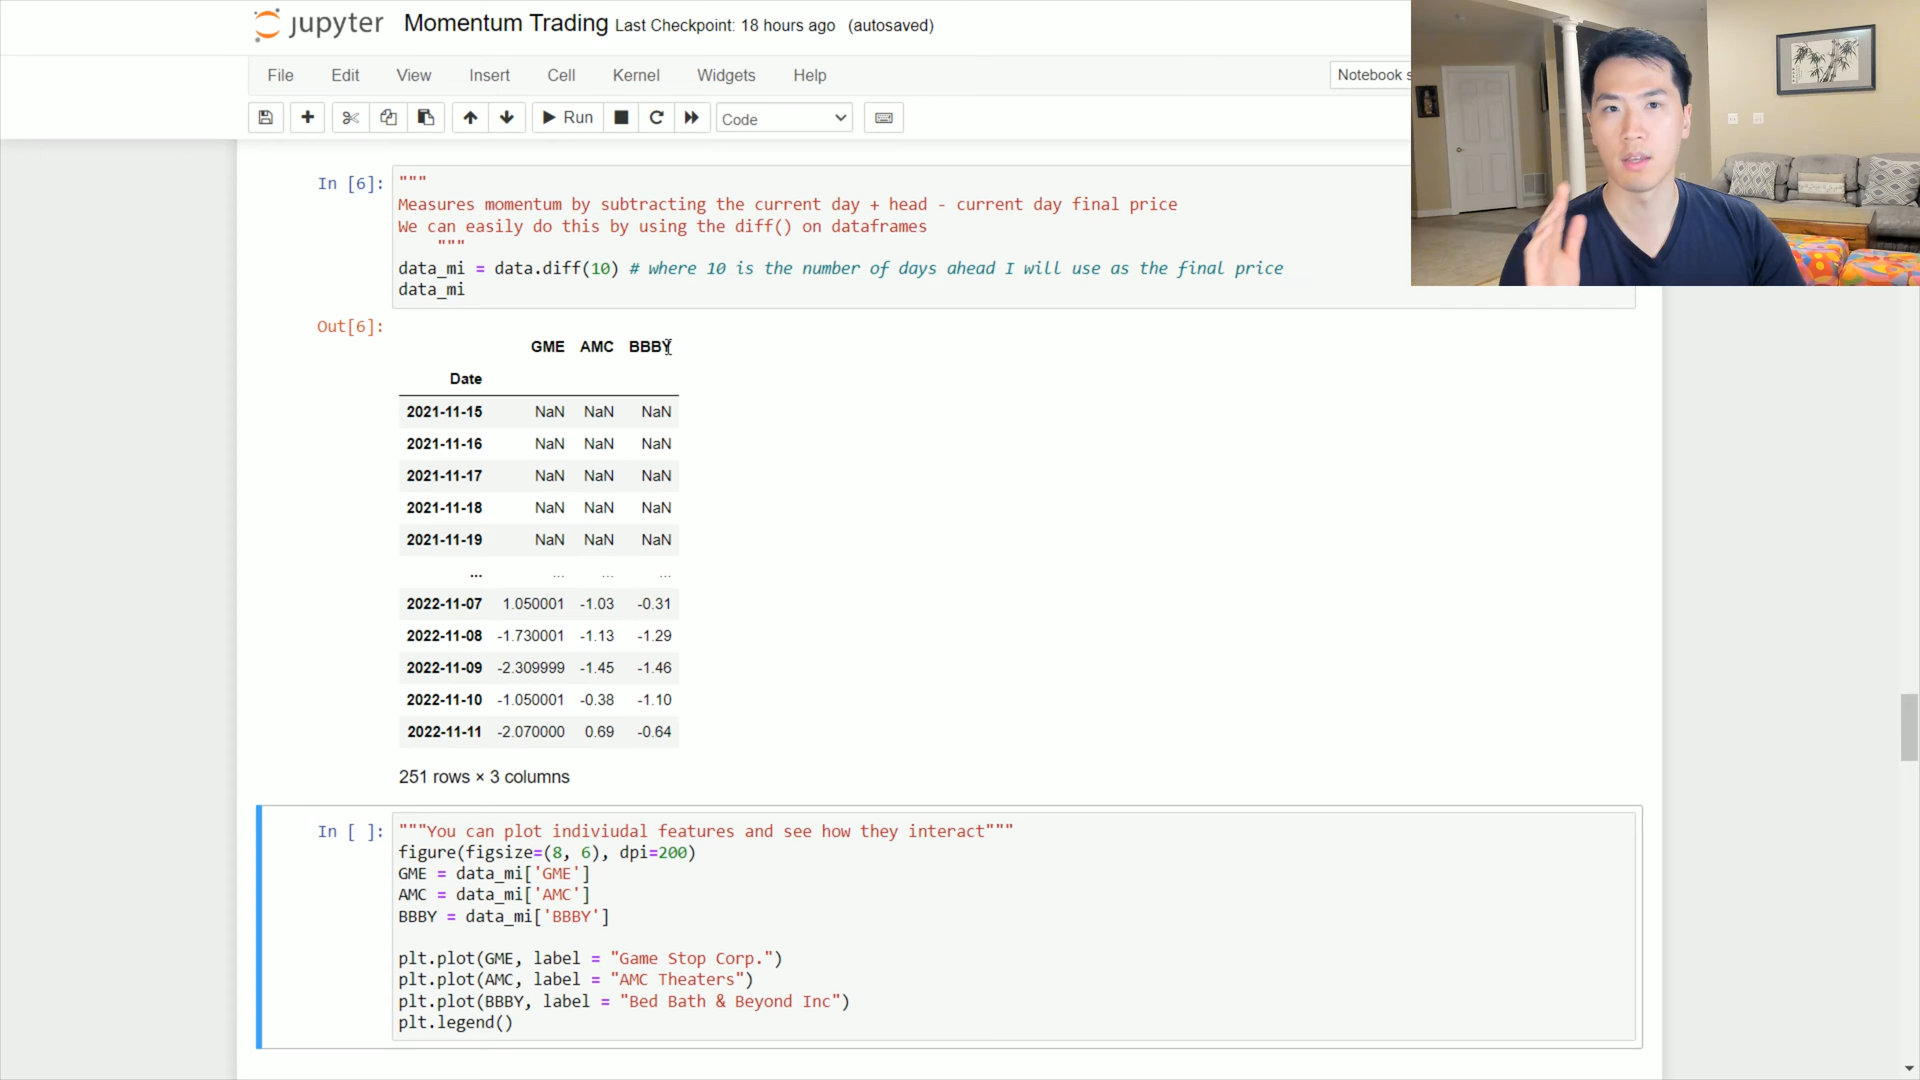 jupyter Momentum Trading Last Checkpoint: 18 hours ago (autosaved)
File Edit View Insert Cell Kernel Widgets Help Notebook s
Run Code
In [6]: """
Measures momentum by subtracting the current day + head - current day final price
We can easily do this by using the diff() on dataframes
"""
data_mi = data.diff(10) # where 10 is the number of days ahead I will use as the final price
data_mi
Out[6]:
GME AMC BBBY
Date
2021-11-15 NaN NaN NaN
2021-11-16 NaN NaN NaN
2021-11-17 NaN NaN NaN
2021-11-18 NaN NaN NaN
2021-11-19 NaN NaN NaN
... ... ... ...
2022-11-07 1.050001 -1.03 -0.31
2022-11-08 -1.730001 -1.13 -1.29
2022-11-09 -2.309999 -1.45 -1.46
2022-11-10 -1.050001 -0.38 -1.10
2022-11-11 -2.070000 0.69 -0.64
251 rows × 3 columns
In [ ]: """You can plot indiviudal features and see how they interact"""
figure(figsize=(8, 6), dpi=200)
GME = data_mi['GME']
AMC = data_mi['AMC']
BBBY = data_mi['BBBY']
plt.plot(GME, label = "Game Stop Corp.")
plt.plot(AMC, label = "AMC Theaters")
plt.plot(BBBY, label = "Bed Bath & Beyond Inc")
plt.legend()